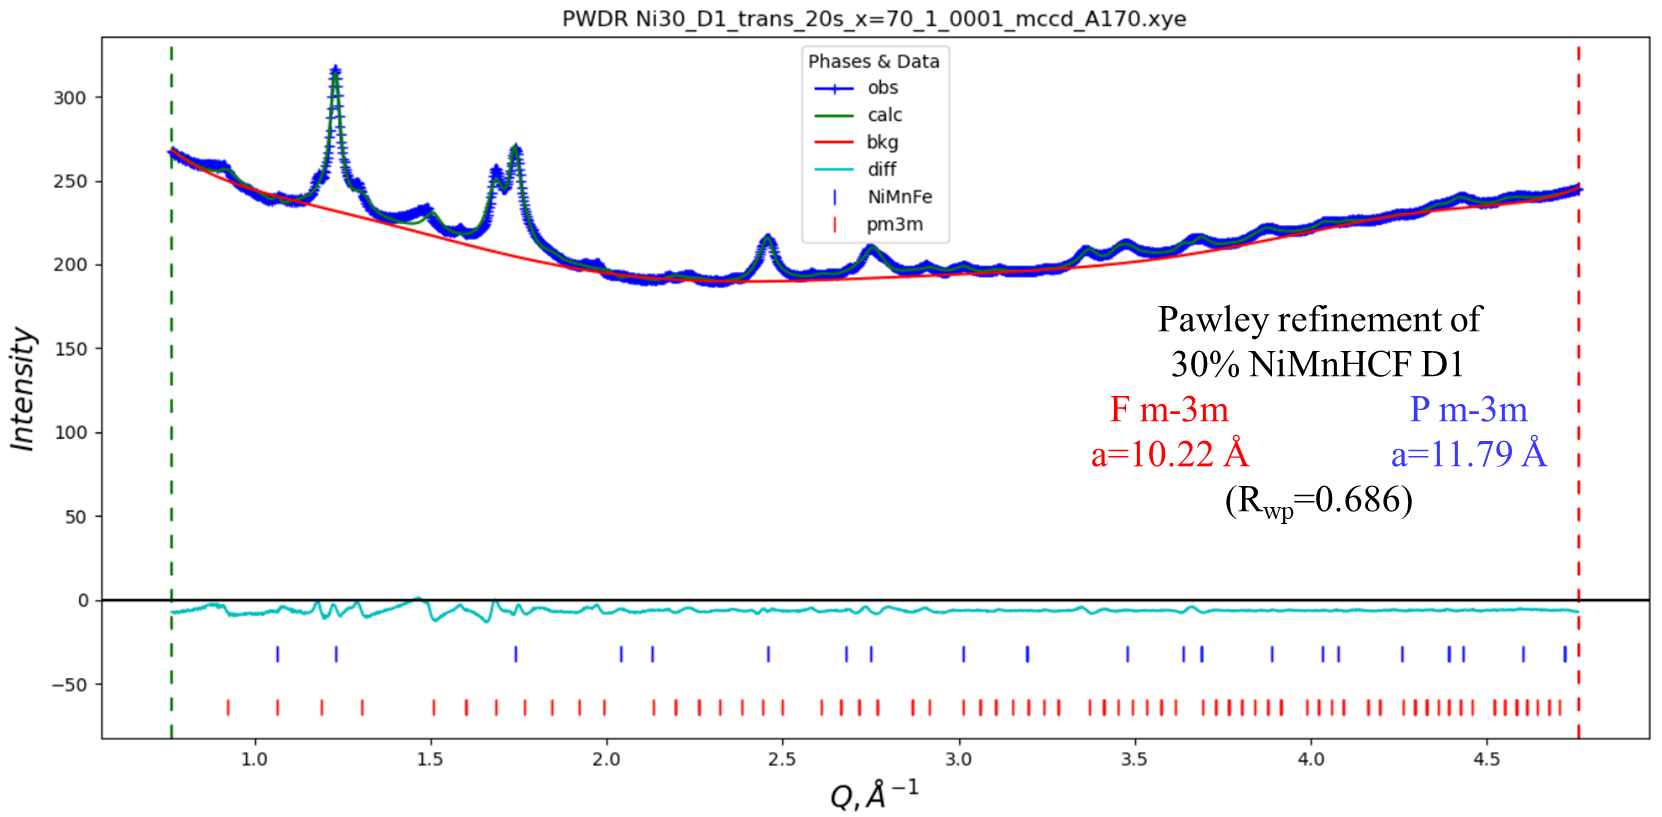 PWDR Ni30_D1_trans_20s_x=70_1_0001_mccd_A170.xye
Phases & Data
obs
calc
bkg
diff
NiMnFe
pm3m
Intensity
300
250
200
150
100
50
0
−50
Pawley refinement of
30% NiMnHCF D1
F m-3m P m-3m
a=10.22 Å a=11.79 Å
(Rwp=0.686)
1.0 1.5 2.0 2.5 3.0 3.5 4.0 4.5
Q, Å⁻¹